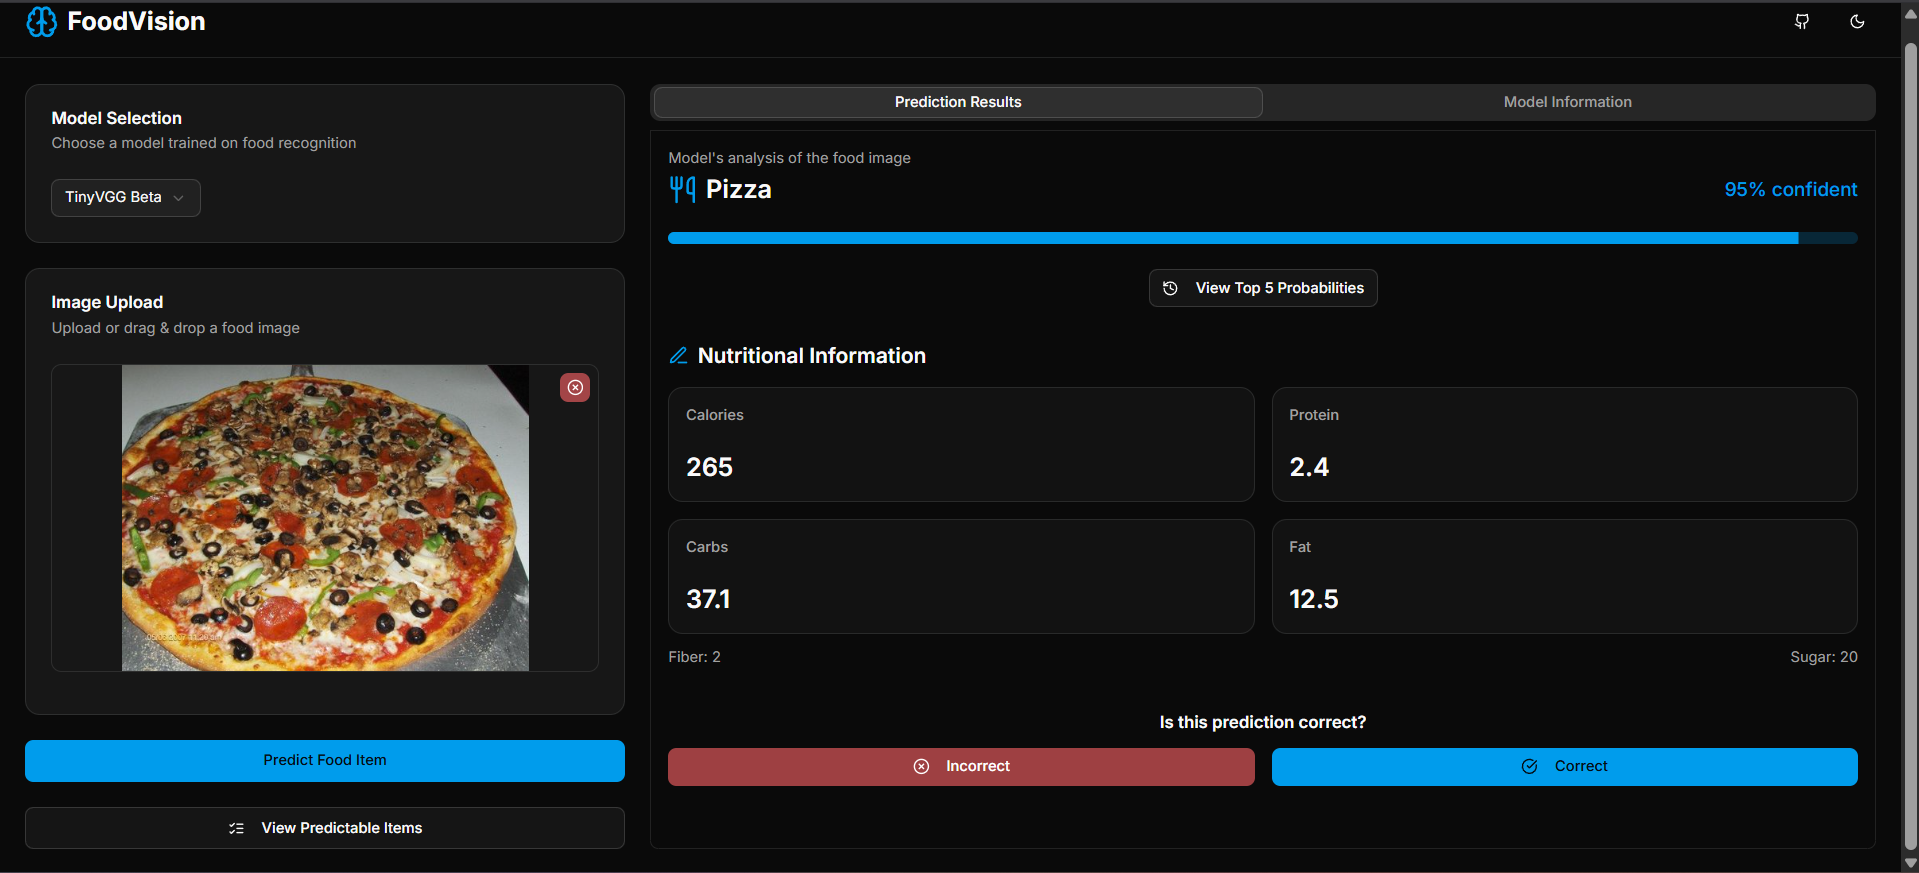 FoodVision
Model Selection
Choose a model trained on food recognition
TinyVGG Beta
Image Upload
Upload or drag & drop a food image
Predict Food Item
View Predictable Items
Prediction Results
Model Information
Model's analysis of the food image
Pizza
95% confident
View Top 5 Probabilities
Nutritional Information
Calories
265
Protein
2.4
Carbs
37.1
Fat
12.5
Fiber: 2
Sugar: 20
Is this prediction correct?
Incorrect
Correct